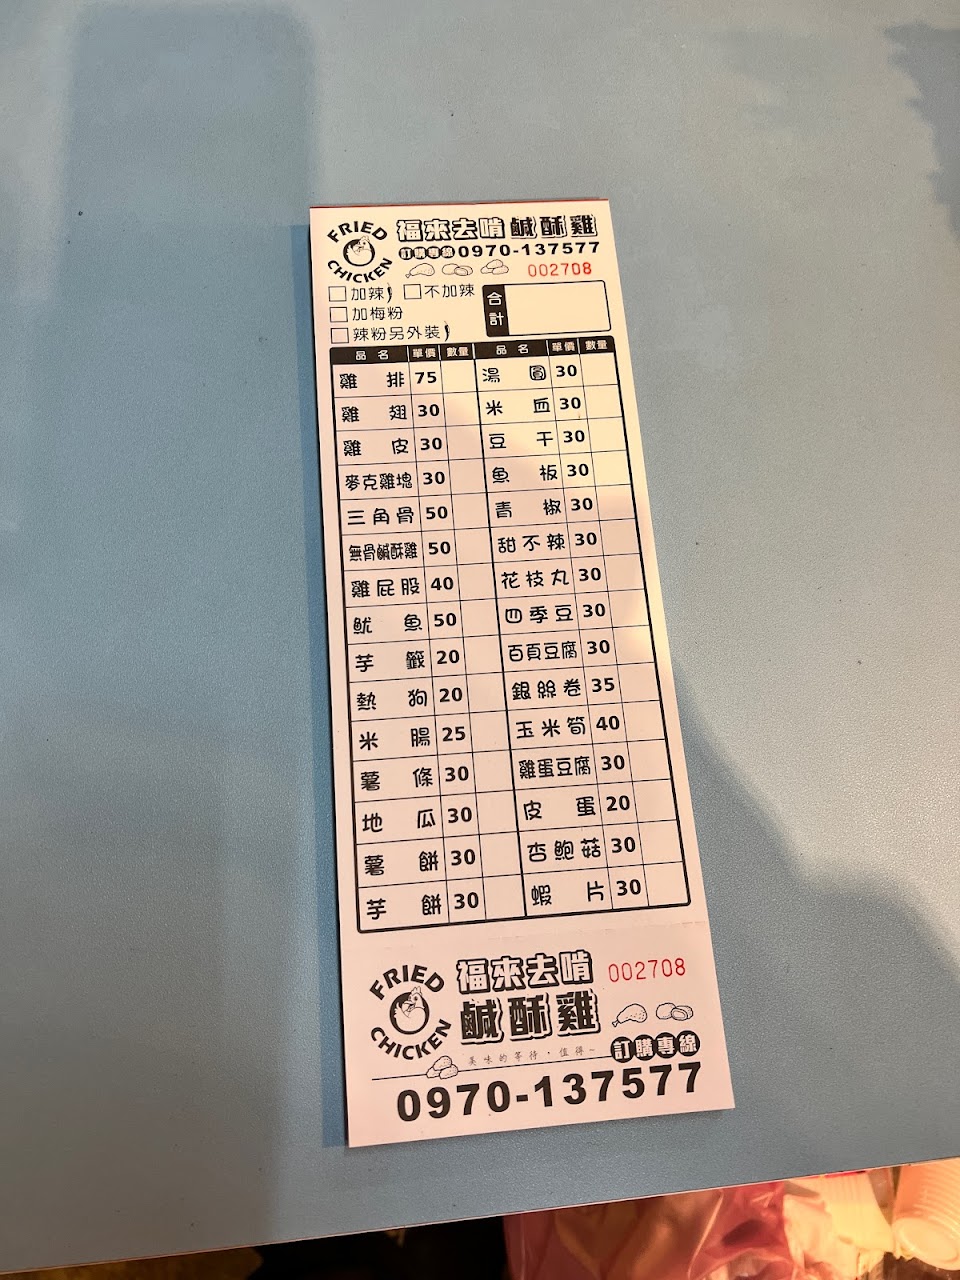 FRIED CHICKEN
福來去啃鹹酥雞
訂購專線 0970-137577
002708
加辣 不加辣
加梅粉
辣粉另外裝
合計
品名 單價 數量 品名 單價 數量
雞排 75 湯圓 30
雞翅 30 米血 30
雞皮 30 豆干 30
麥克雞塊 30 魚板 30
三角骨 50 青椒 30
無骨鹹酥雞 50 甜不辣 30
雞屁股 40 花枝丸 30
魷魚 50 四季豆 30
芋籤 20 百頁豆腐 30
熱狗 20 銀絲卷 35
米腸 25 玉米筍 40
薯條 30 雞蛋豆腐 30
地瓜 30 皮蛋 20
薯餅 30 杏鮑菇 30
芋餅 30 蝦片 30
FRIED CHICKEN
福來去啃 002708
鹹酥雞
美味的等待，值得~ 訂購專線
0970-137577